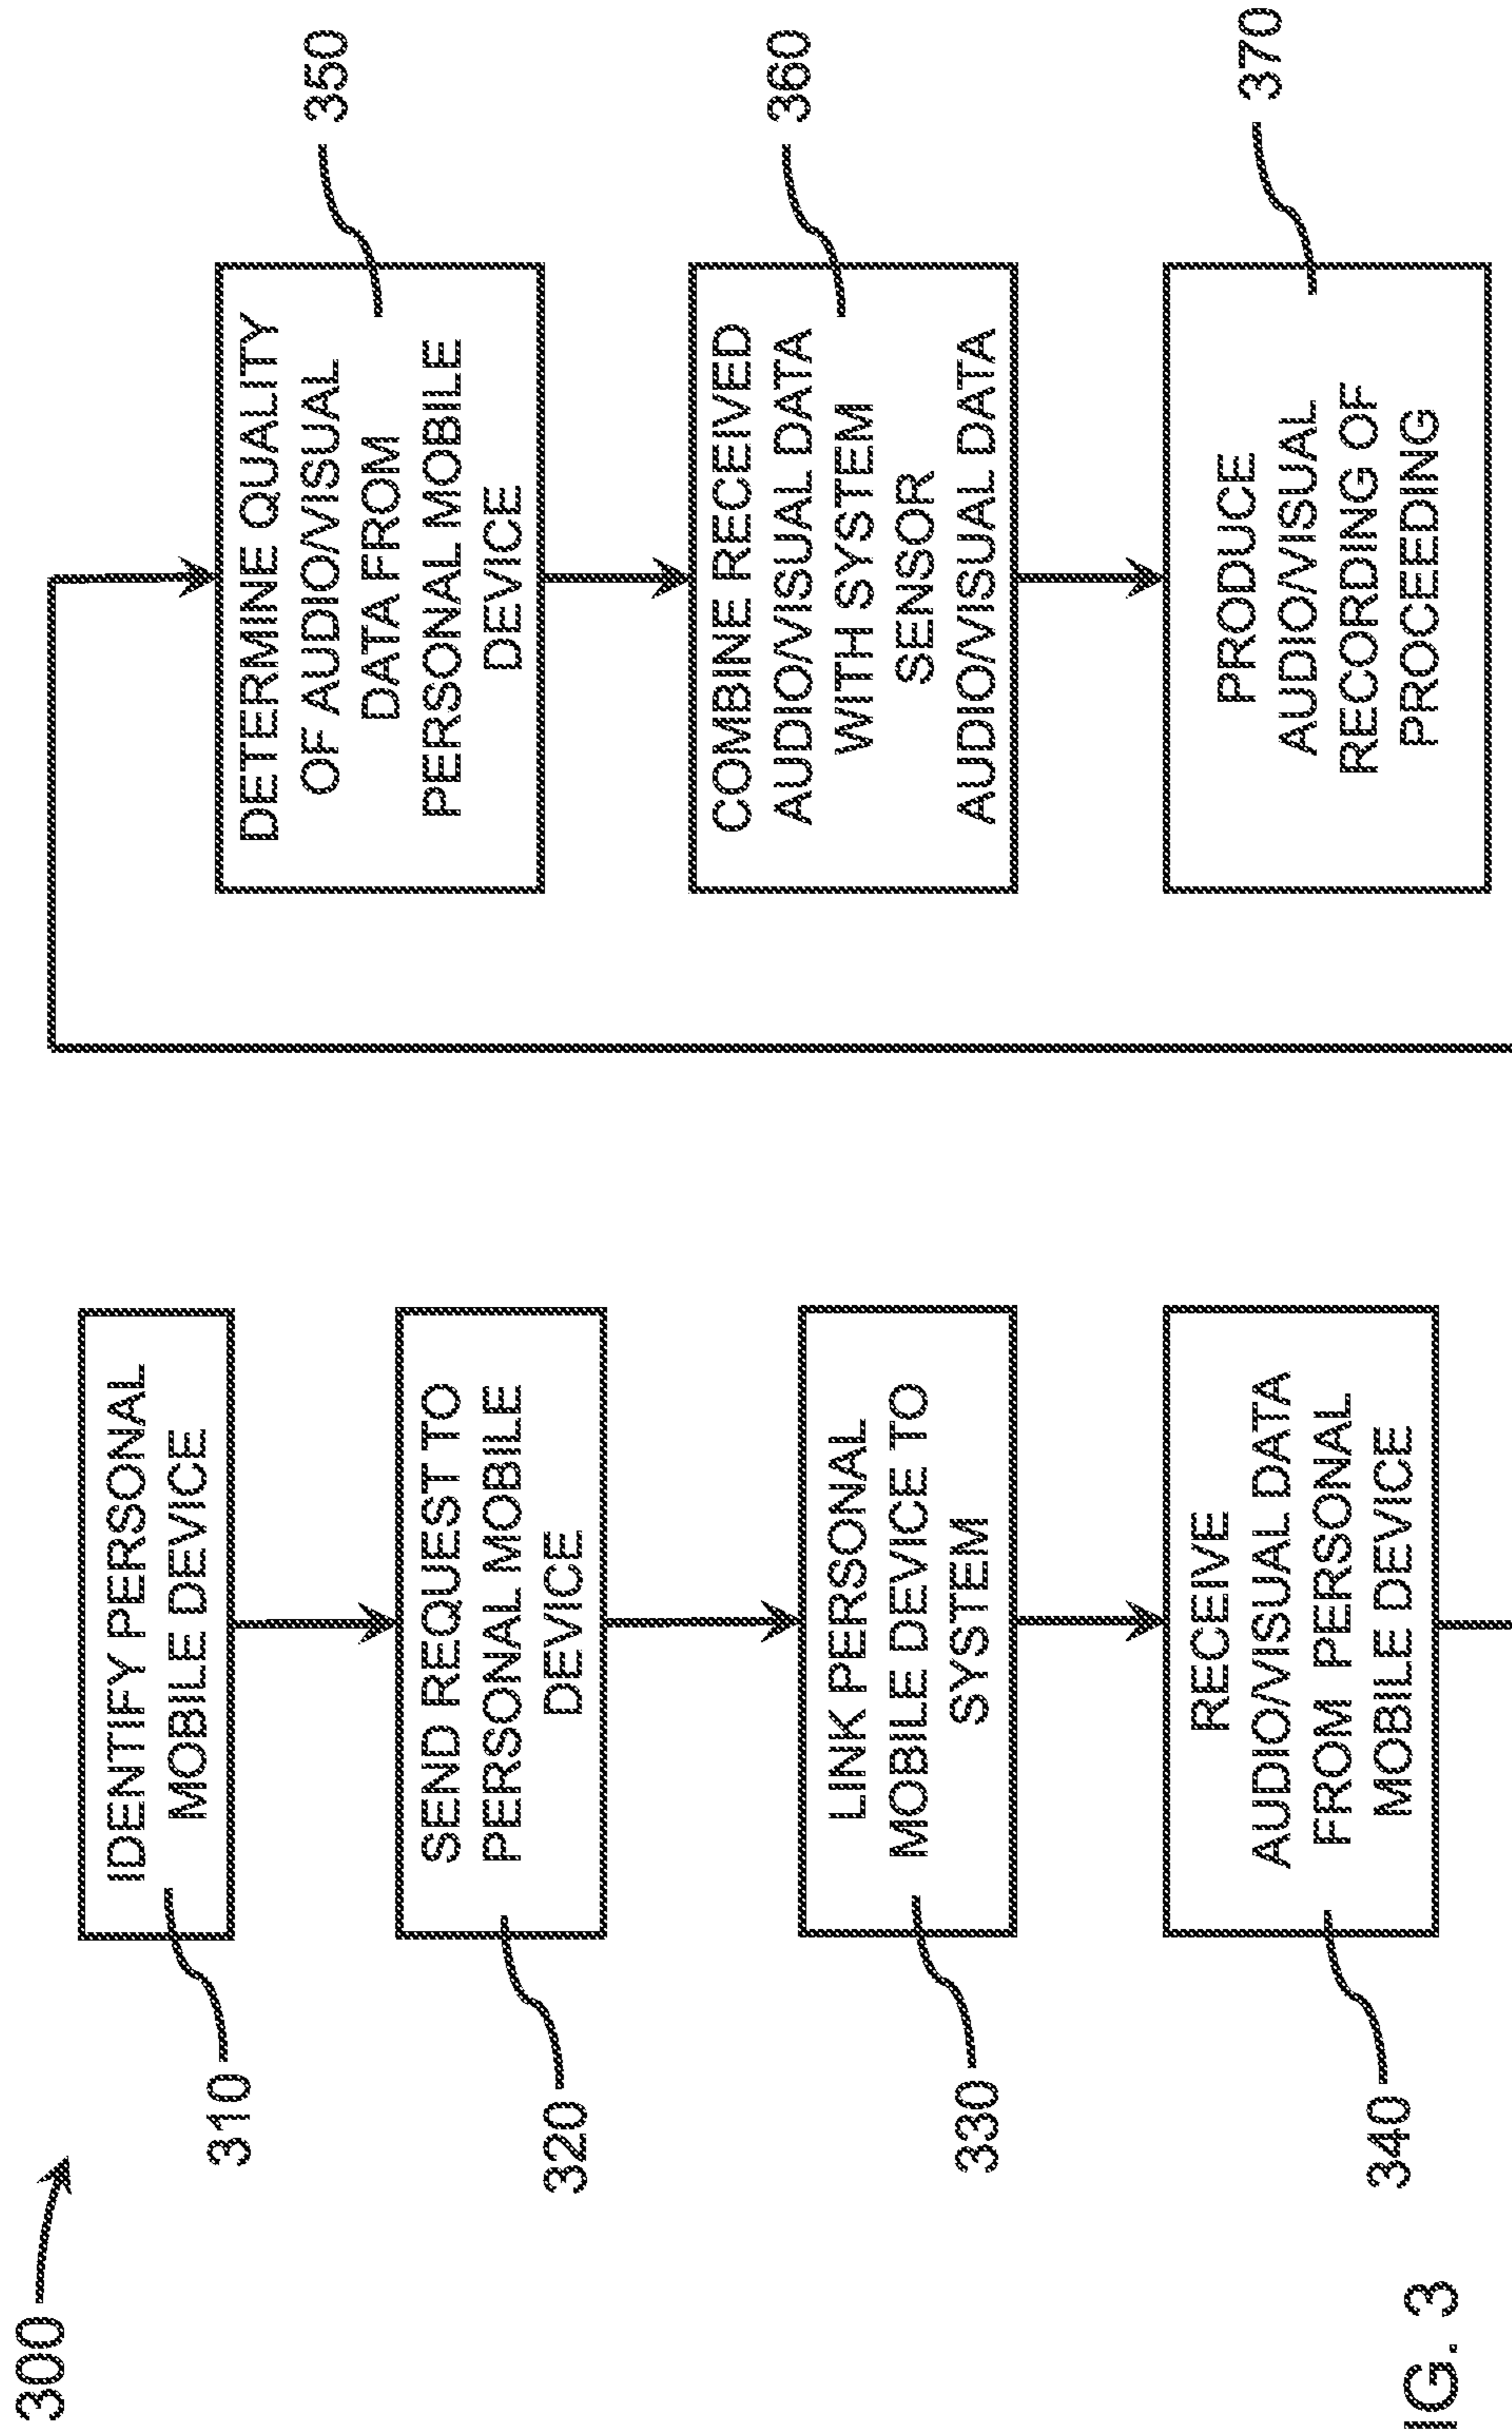 300
310
IDENTIFY PERSONAL
MOBILE DEVICE
320
SEND REQUEST TO
PERSONAL MOBILE
DEVICE
330
LINK PERSONAL
MOBILE DEVICE TO
SYSTEM
340
RECEIVE
AUDIO/VISUAL DATA
FROM PERSONAL
MOBILE DEVICE
DETERMINE QUALITY
OF AUDIO/VISUAL
DATA FROM
PERSONAL MOBILE
DEVICE
350
COMBINE RECEIVED
AUDIO/VISUAL DATA
WITH SYSTEM
SENSOR
AUDIO/VISUAL DATA
360
PRODUCE
AUDIO/VISUAL
RECORDING OF
PROCEEDING
370
IG. 3